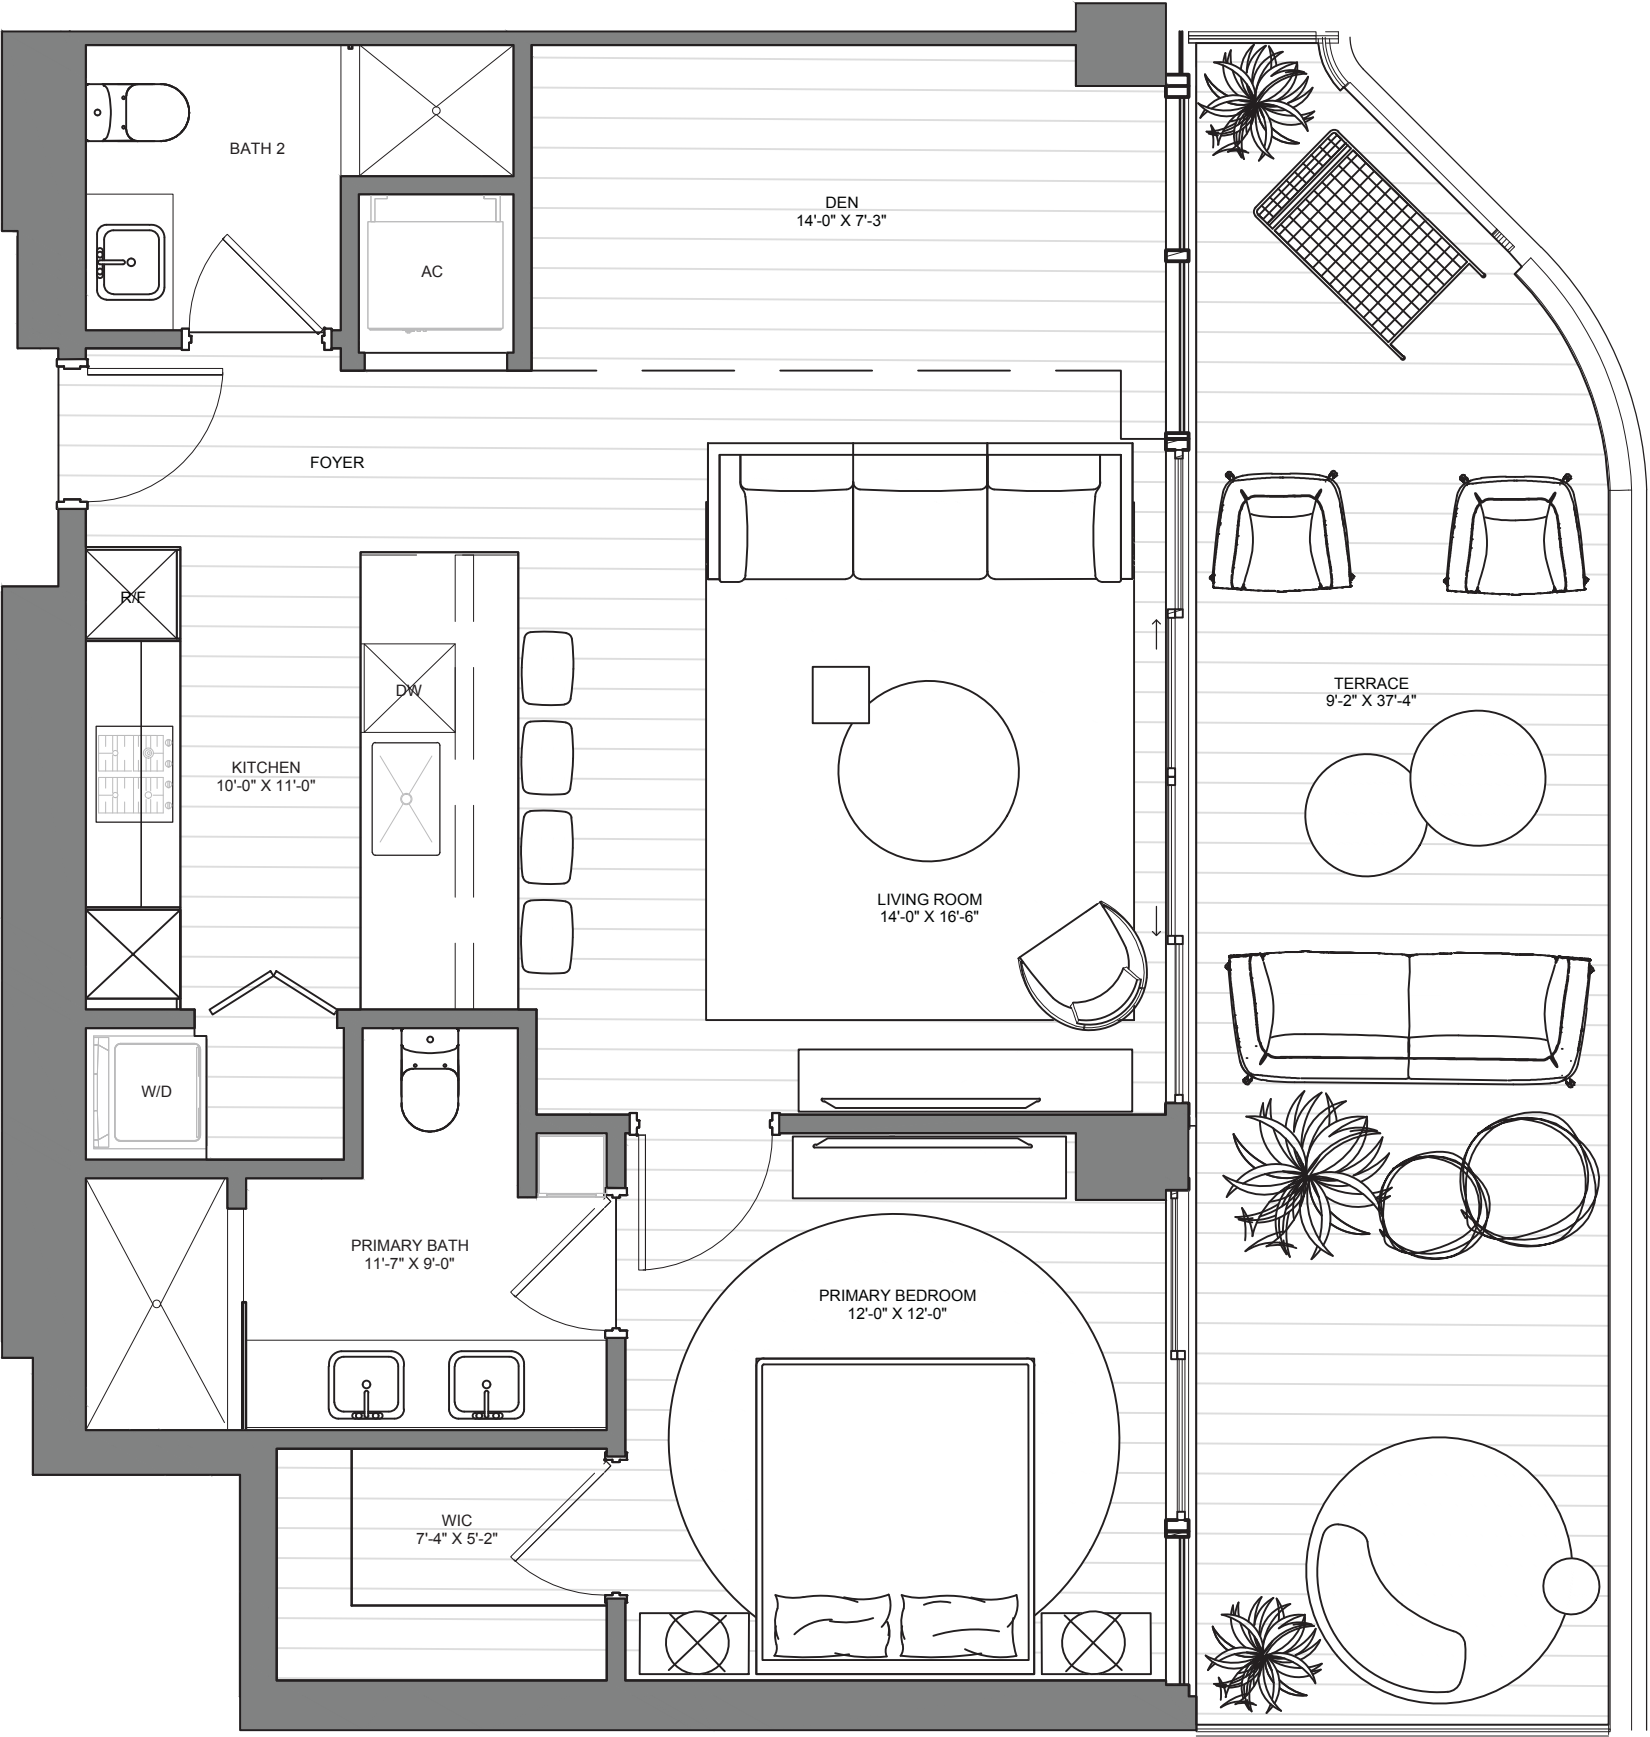 BATH 2
DEN
14'-0" X 7'-3"
AC
FOYER
R/F
DW
TERRACE
9'-2" X 37'-4"
KITCHEN
10'-0" X 11'-0"
LIVING ROOM
14'-0" X 16'-6"
W/D
PRIMARY BATH
11'-7" X 9'-0"
PRIMARY BEDROOM
12'-0" X 12'-0"
WIC
7'-4" X 5'-2"